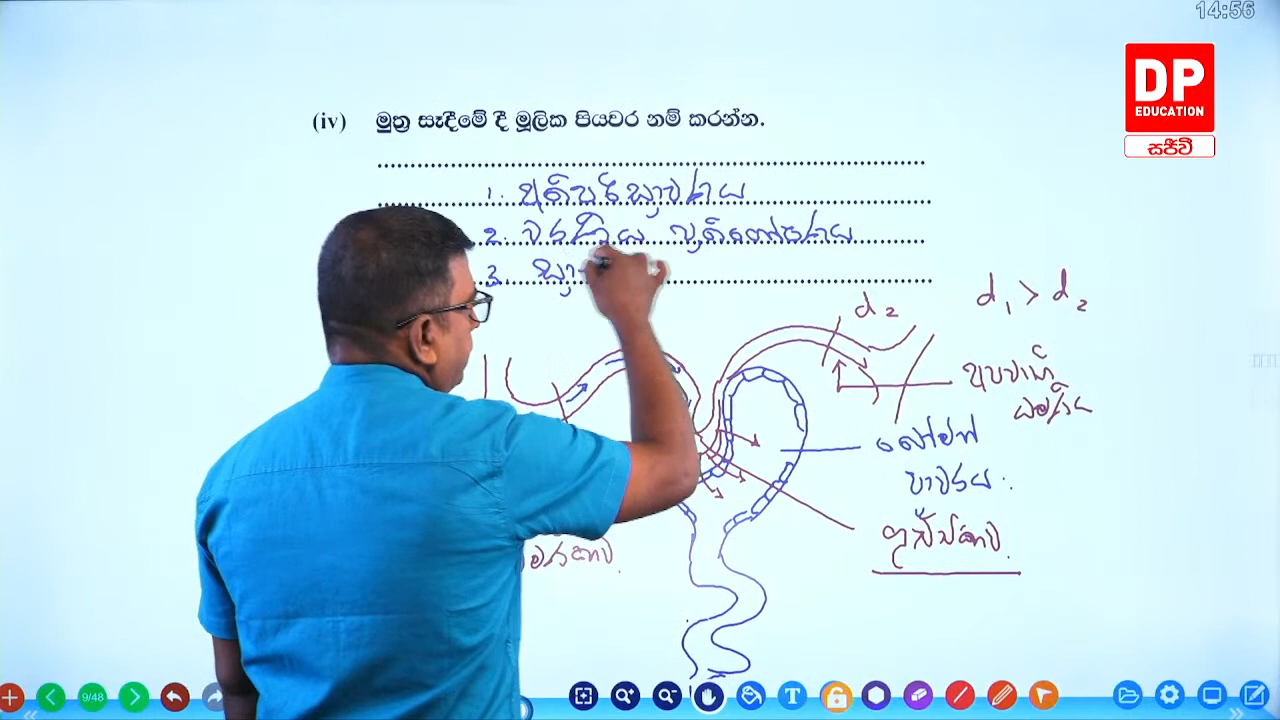 14:56
DP
EDUCATION
සජීවී
(iv) මුත්‍ර සෑදීමේ දී මූලික පියවර නම් කරන්න.
1. අතිපරිස්‍රාවණය
2. වරණීය ප්‍රතිශෝෂණය
3. ස්‍රා
d2
d1 > d2
අපවාහී
ධමනිය
බෝමන්
ප්‍රාවරය
ගුච්ඡිකාව
9/48